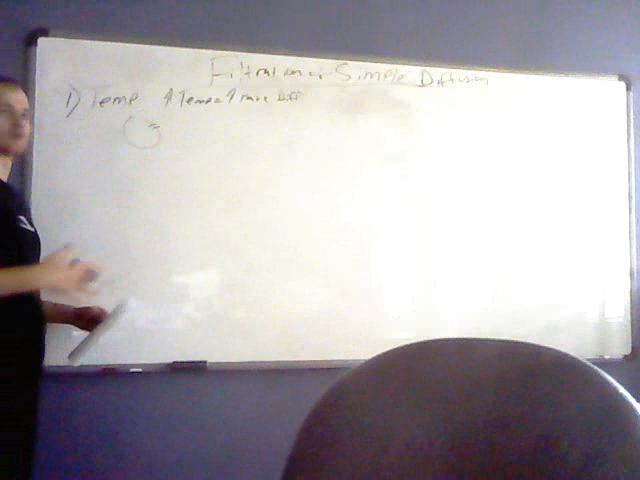 Filtration & Simple Diffusion
1) Temp ↑ Temp = ↑ rate Diff